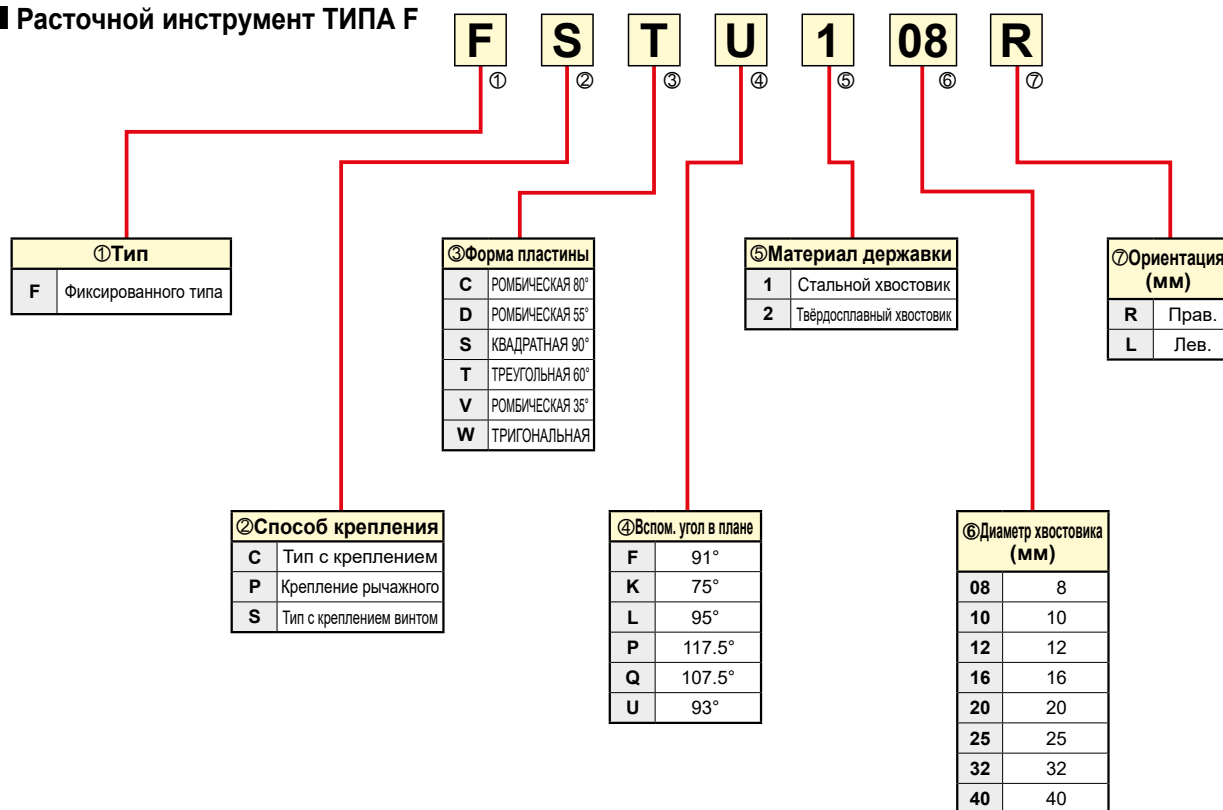 Расточной инструмент ТИПА F
F S T U 1 08 R
① ② ③ ④ ⑤ ⑥ ⑦
①Тип
F Фиксированного типа
③Форма пластины
C РОМБИЧЕСКАЯ 80°
D РОМБИЧЕСКАЯ 55°
S КВАДРАТНАЯ 90°
T ТРЕУГОЛЬНАЯ 60°
V РОМБИЧЕСКАЯ 35°
W ТРИГОНАЛЬНАЯ
⑤Материал державки
1 Стальной хвостовик
2 Твёрдосплавный хвостовик
⑦Ориентация
(мм)
R Прав.
L Лев.
②Способ крепления
C Тип с креплением
P Крепление рычажного
S Тип с креплением винтом
④Вспом. угол в плане
F 91°
K 75°
L 95°
P 117.5°
Q 107.5°
U 93°
⑥Диаметр хвостовика
(мм)
08 8
10 10
12 12
16 16
20 20
25 25
32 32
40 40